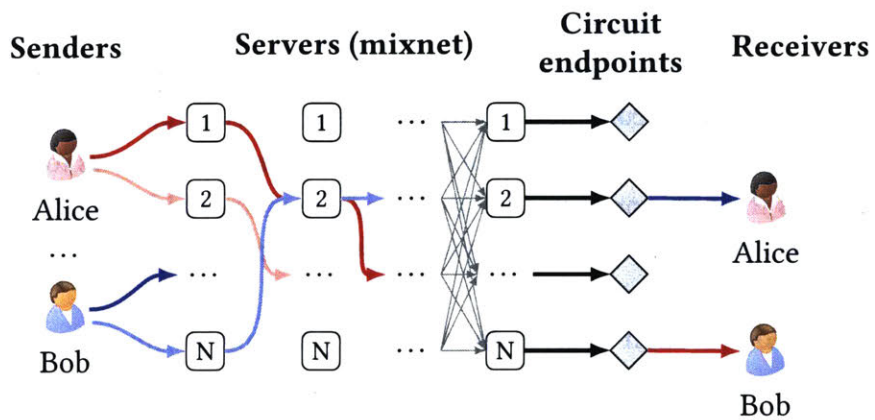 Senders
Servers (mixnet)
Circuit
endpoints
Receivers
1
1
...
1
Alice
2
2
...
2
Alice
...
...
...
...
...
Bob
N
N
...
N
Bob